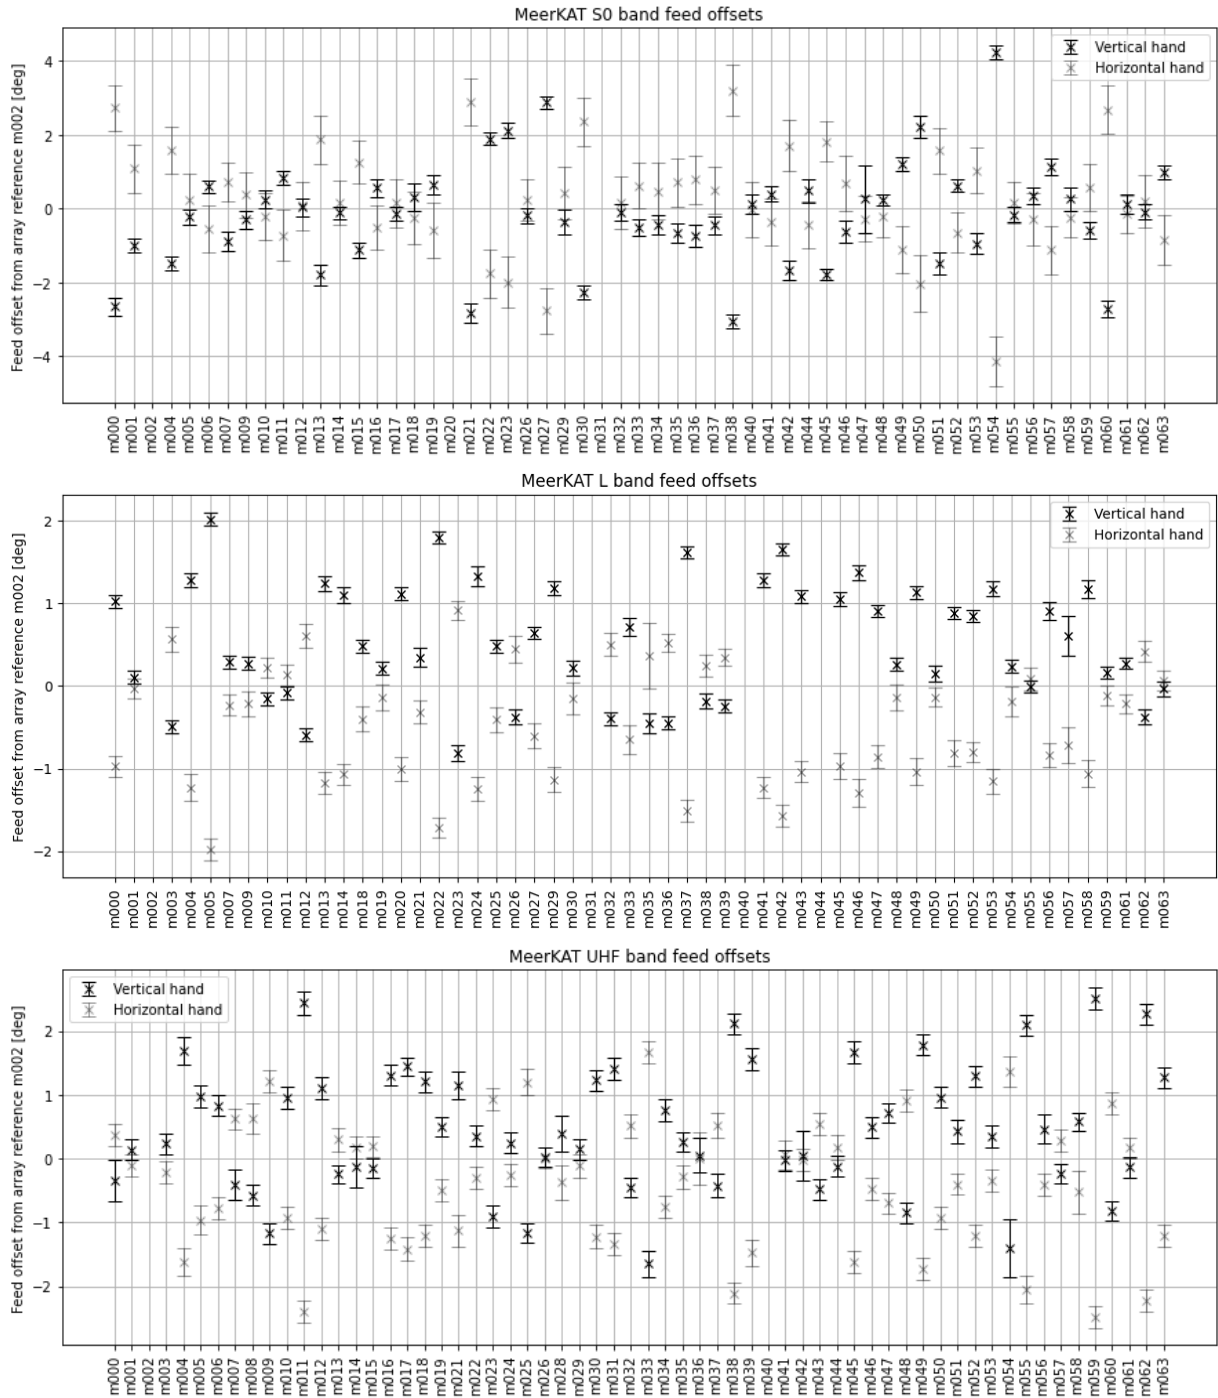 MeerKAT S0 band feed offsets
Feed offset from array reference m002 [deg]
4
2
0
−2
−4
Vertical hand
Horizontal hand
m000 m001 m002 m004 m005 m006 m007 m009 m010 m011 m012 m013 m014 m015 m016 m017 m018 m019 m020 m021 m022 m023 m026 m027 m029 m030 m031 m032 m033 m034 m035 m036 m037 m038 m040 m041 m042 m044 m045 m046 m047 m048 m049 m050 m051 m052 m053 m054 m055 m056 m057 m058 m059 m060 m061 m062 m063
MeerKAT L band feed offsets
Feed offset from array reference m002 [deg]
2
1
0
−1
−2
Vertical hand
Horizontal hand
m000 m001 m002 m003 m004 m005 m007 m009 m010 m011 m012 m013 m014 m018 m019 m020 m021 m022 m023 m024 m025 m026 m027 m029 m030 m031 m032 m033 m035 m036 m037 m038 m039 m040 m041 m042 m043 m044 m045 m046 m047 m048 m049 m050 m051 m052 m053 m054 m055 m056 m057 m058 m059 m061 m062 m063
MeerKAT UHF band feed offsets
Feed offset from array reference m002 [deg]
2
1
0
−1
−2
Vertical hand
Horizontal hand
m000 m001 m002 m003 m004 m005 m006 m007 m008 m009 m010 m011 m012 m013 m014 m015 m016 m017 m018 m019 m021 m022 m023 m024 m025 m026 m028 m029 m030 m031 m032 m033 m034 m035 m036 m037 m038 m039 m040 m041 m042 m043 m044 m045 m046 m047 m048 m049 m050 m051 m052 m053 m054 m055 m056 m057 m058 m059 m060 m061 m062 m063